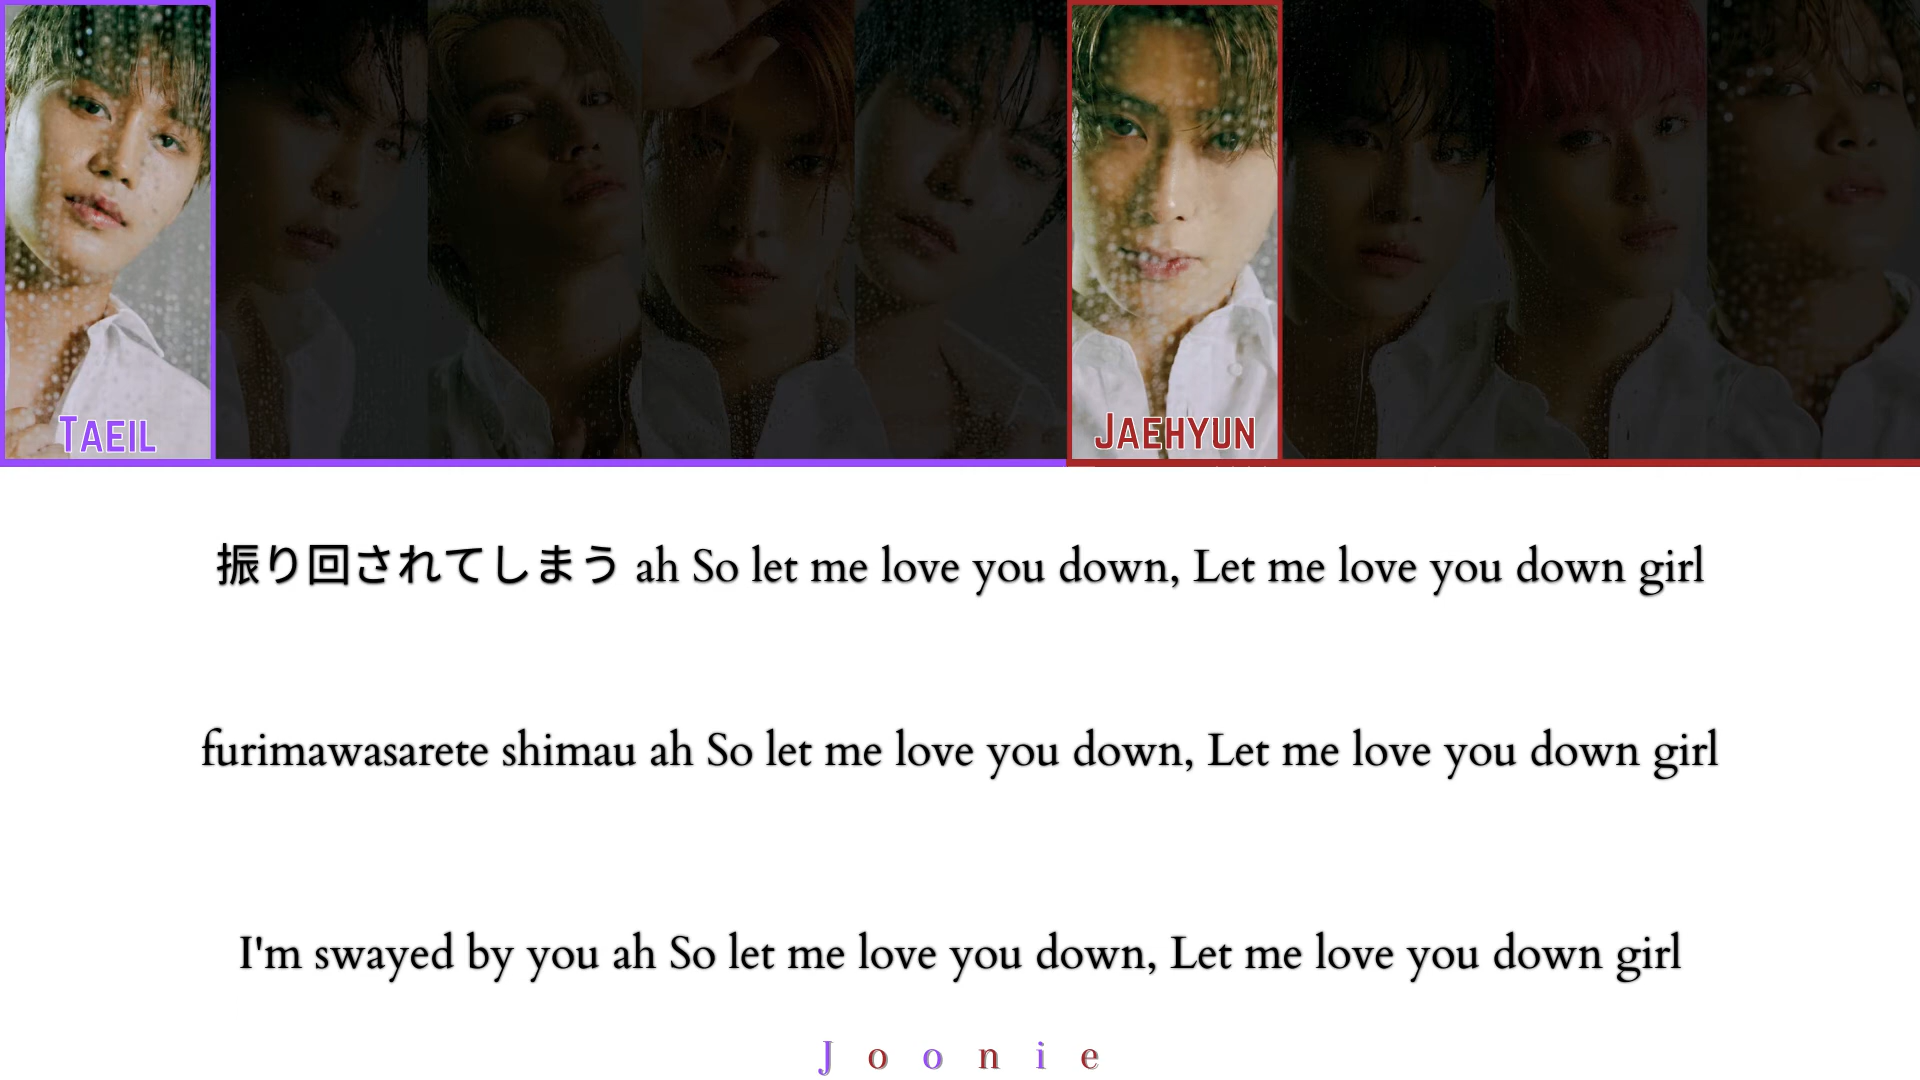 TAEIL
JAEHYUN
振り回されてしまう ah So let me love you down, Let me love you down girl
furimawasarete shimau ah So let me love you down, Let me love you down girl
I'm swayed by you ah So let me love you down, Let me love you down girl
Joonie